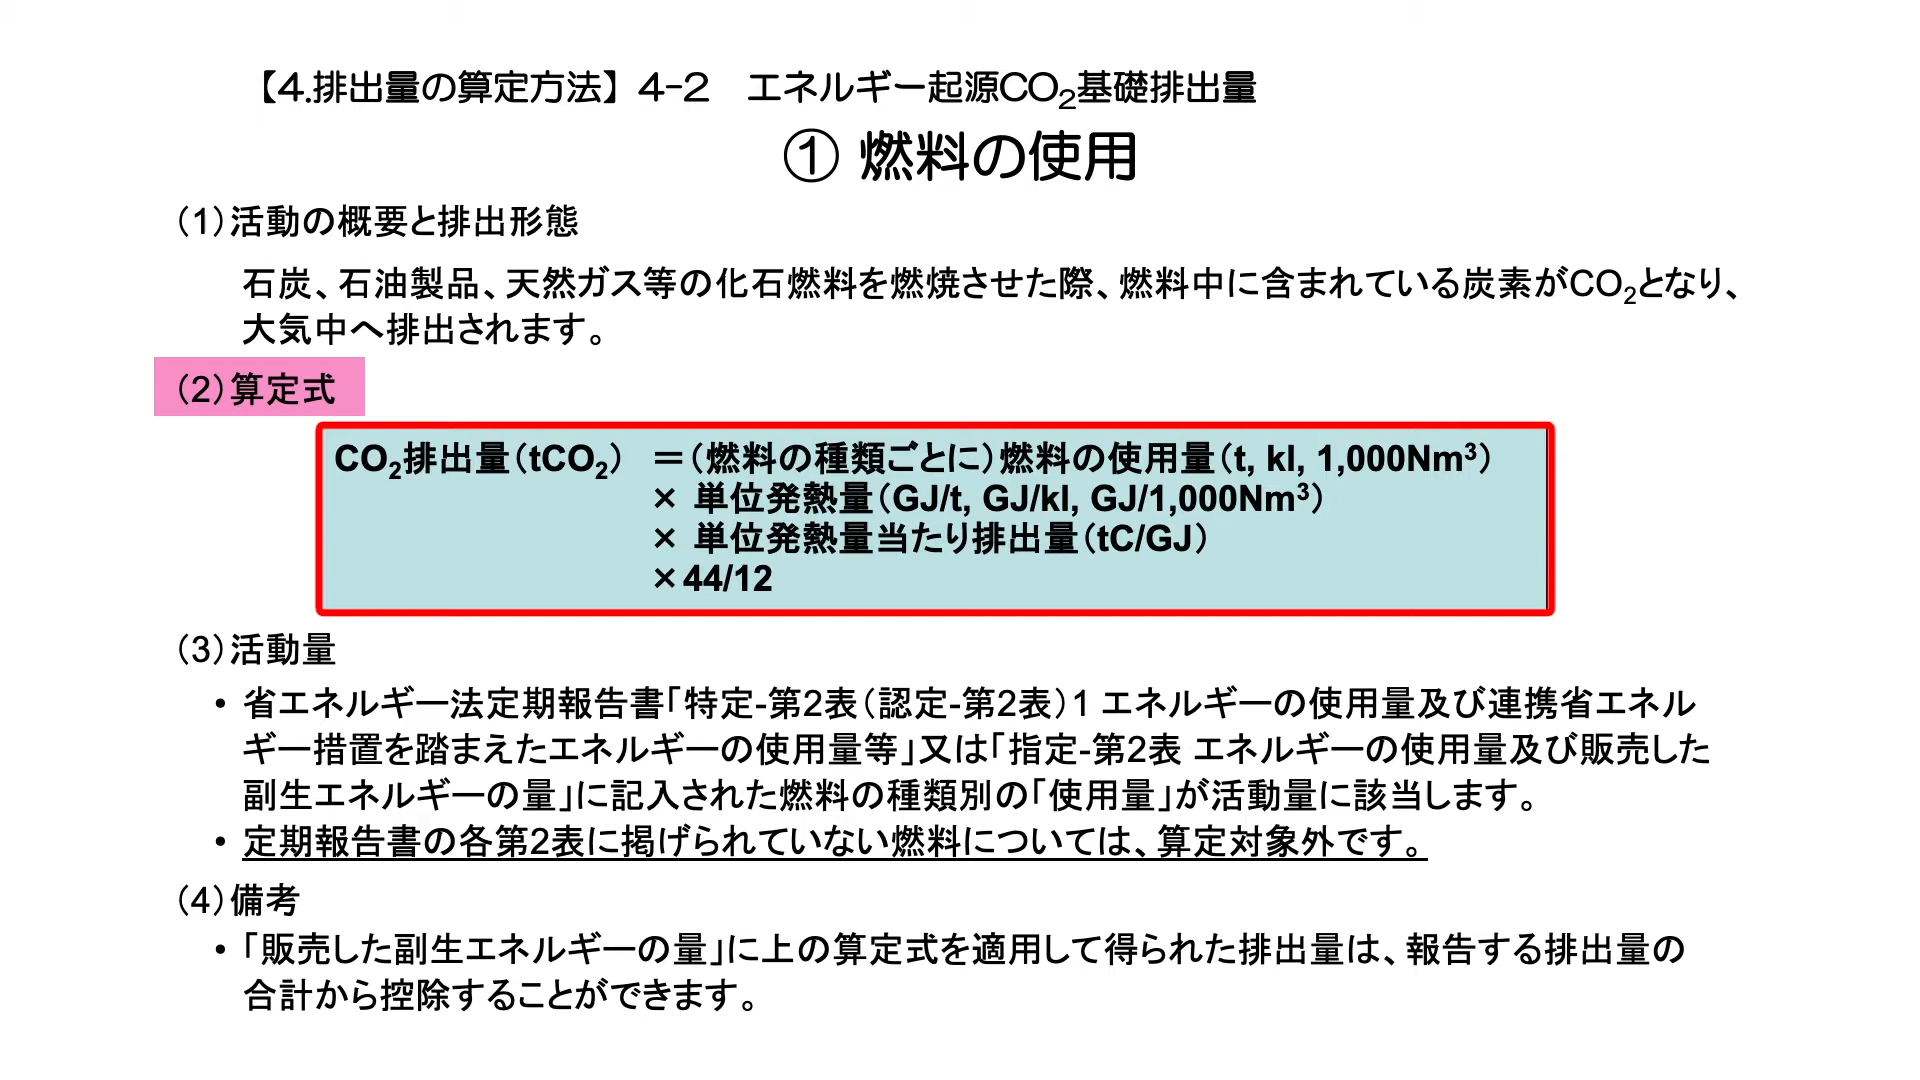 【4.排出量の算定方法】 4-2　エネルギー起源CO2基礎排出量
① 燃料の使用
（1）活動の概要と排出形態
石炭、石油製品、天然ガス等の化石燃料を燃焼させた際、燃料中に含まれている炭素がCO2となり、
大気中へ排出されます。
（2）算定式
CO2排出量（tCO2） ＝（燃料の種類ごとに）燃料の使用量（t, kl, 1,000Nm3）
× 単位発熱量（GJ/t, GJ/kl, GJ/1,000Nm3）
× 単位発熱量当たり排出量（tC/GJ）
×44/12
（3）活動量
• 省エネルギー法定期報告書「特定-第2表（認定-第2表）1 エネルギーの使用量及び連携省エネル
ギー措置を踏まえたエネルギーの使用量等」又は「指定-第2表 エネルギーの使用量及び販売した
副生エネルギーの量」に記入された燃料の種類別の「使用量」が活動量に該当します。
• 定期報告書の各第2表に掲げられていない燃料については、算定対象外です。
（4）備考
• 「販売した副生エネルギーの量」に上の算定式を適用して得られた排出量は、報告する排出量の
合計から控除することができます。